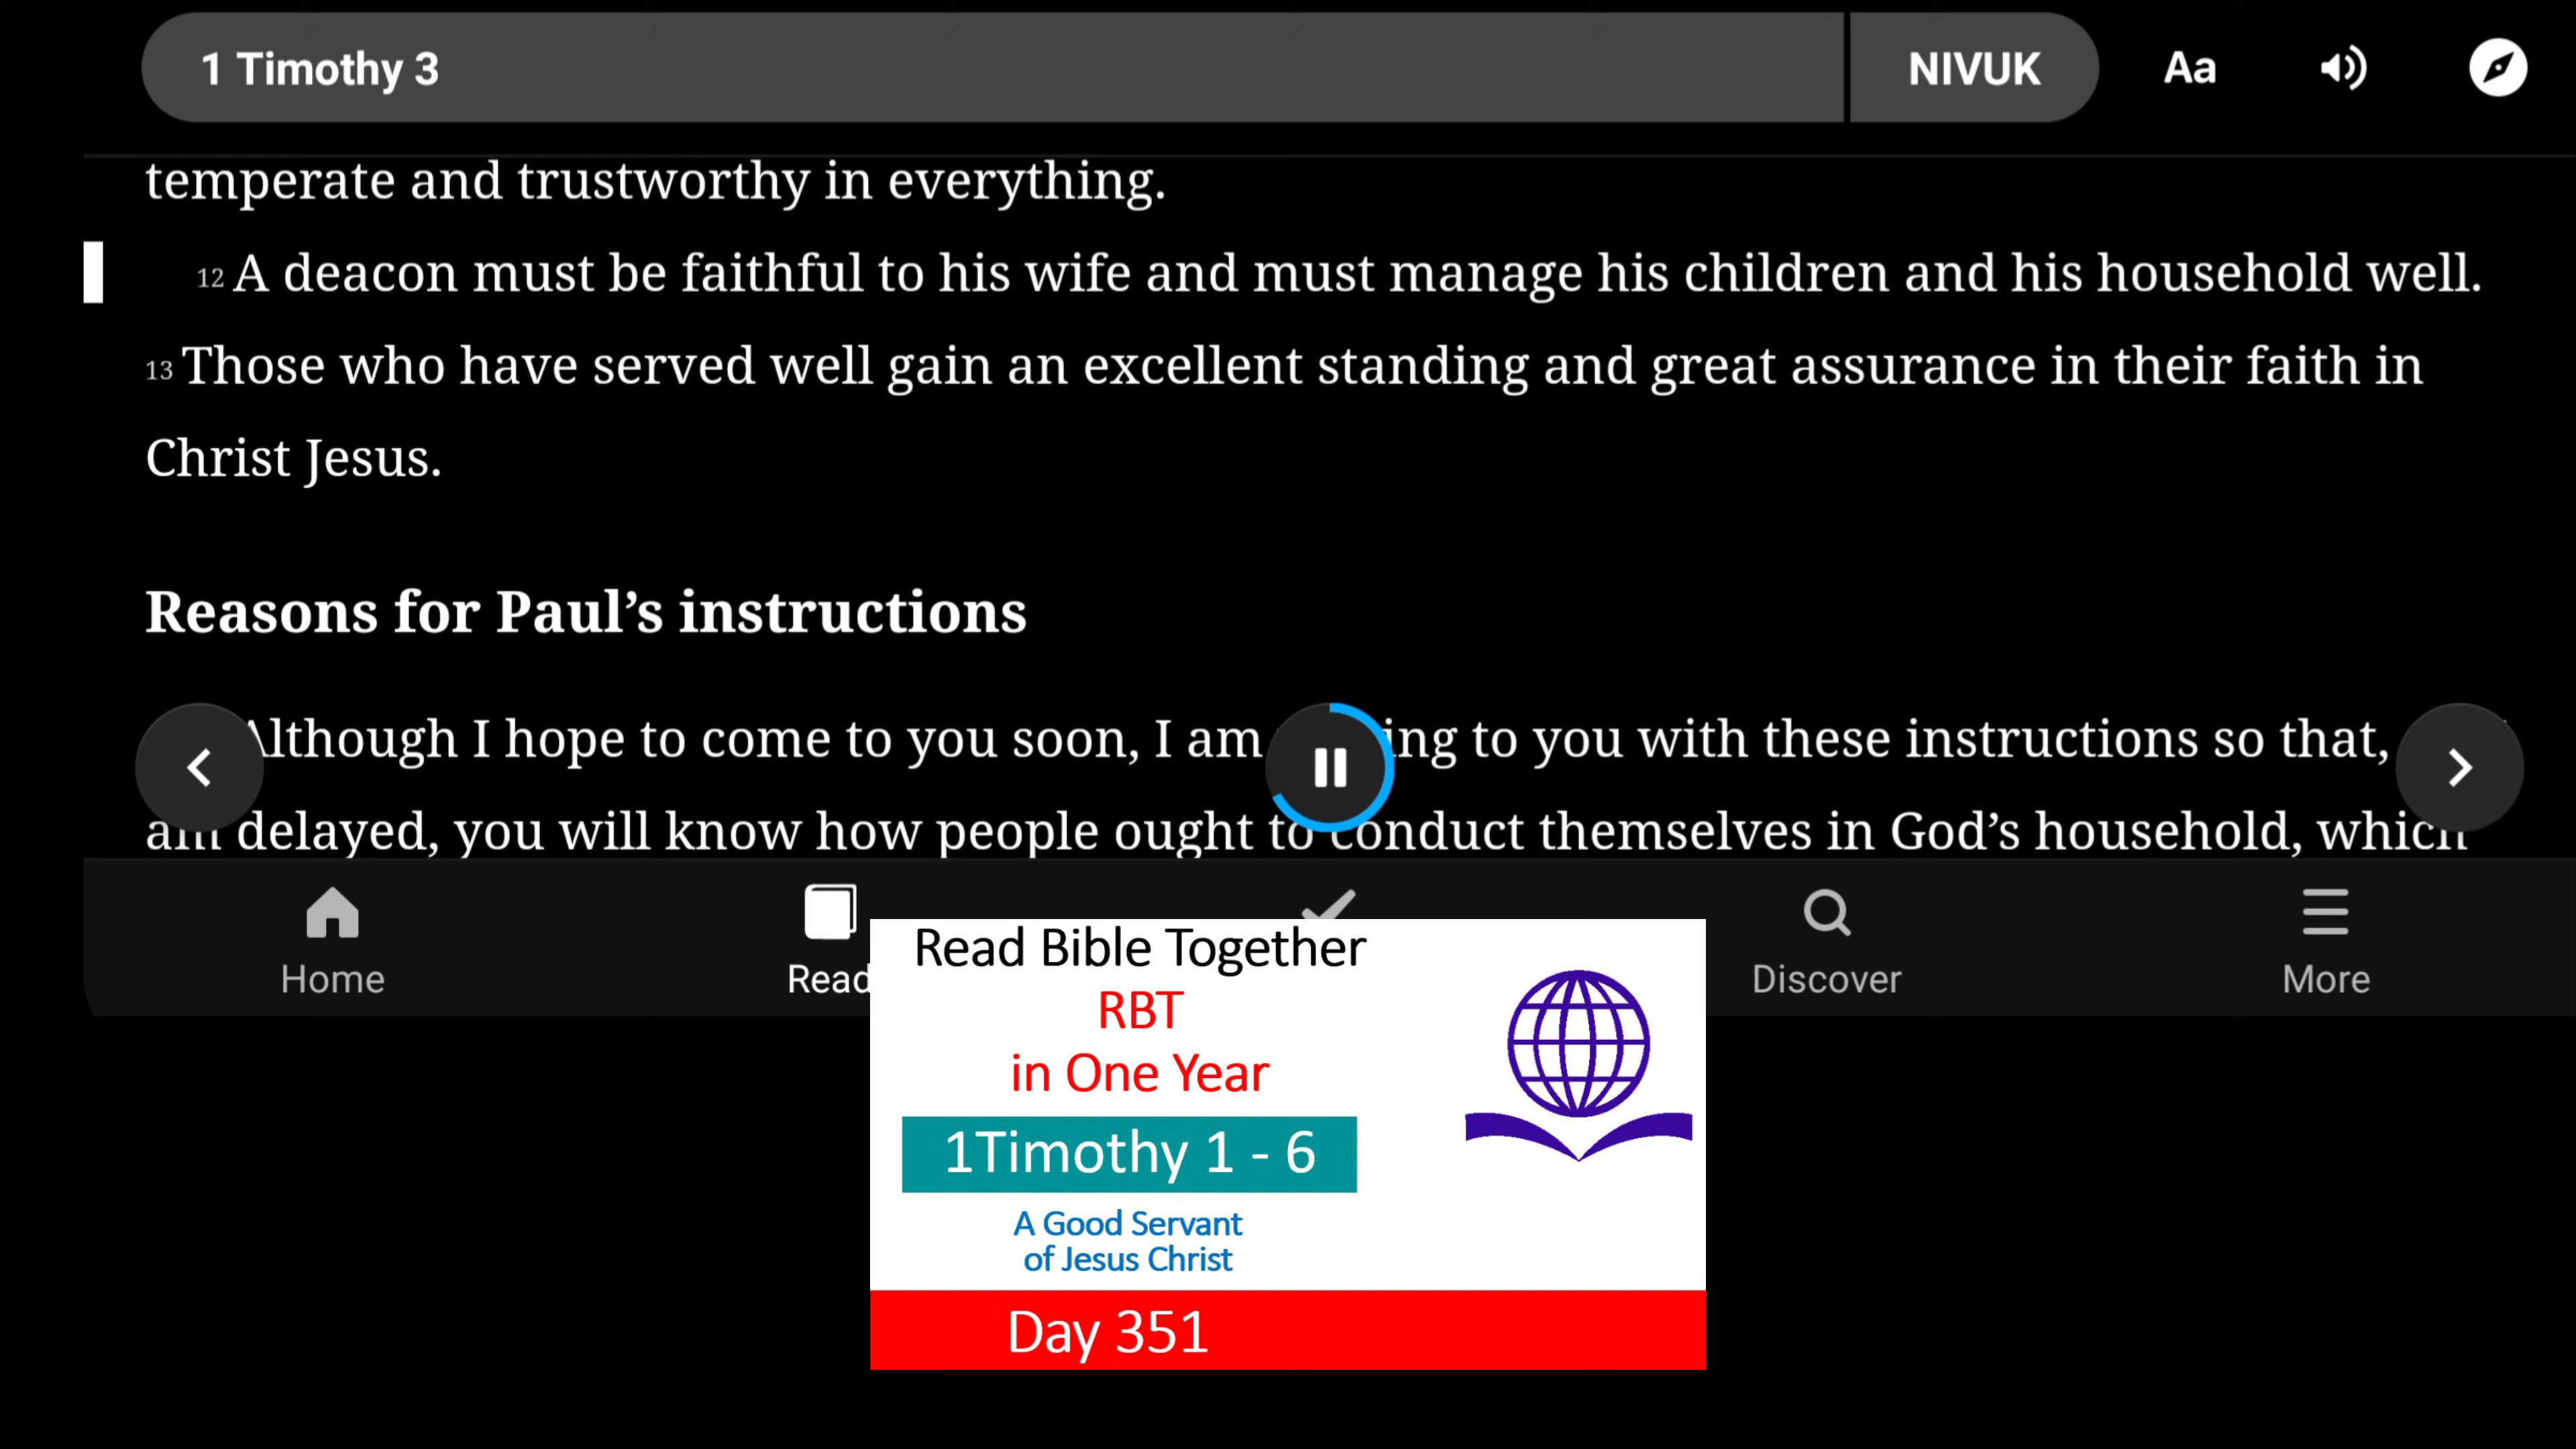 1 Timothy 3
NIVUK
Aa
temperate and trustworthy in everything.
12 A deacon must be faithful to his wife and must manage his children and his household well.
13 Those who have served well gain an excellent standing and great assurance in their faith in
Christ Jesus.
Reasons for Paul’s instructions
Although I hope to come to you soon, I am to you with these instructions so that,
am delayed, you will know how people ought to conduct themselves in God’s household, which
Home
Read
Discover
More
Read Bible Together
RBT
in One Year
1Timothy 1 - 6
A Good Servant
of Jesus Christ
Day 351